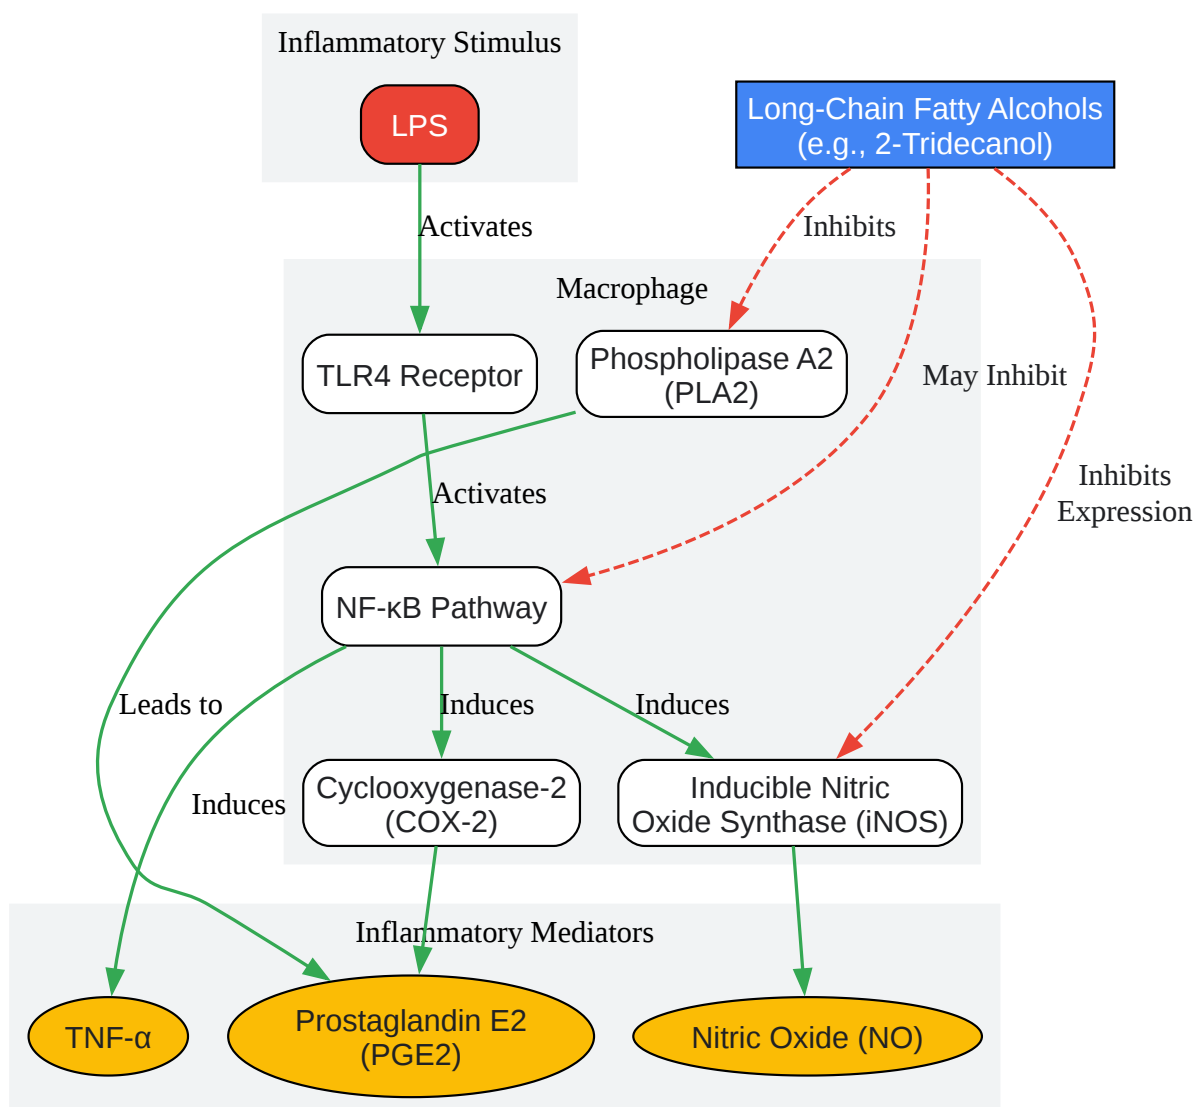 Inflammatory Stimulus
LPS
Long-Chain Fatty Alcohols
(e.g., 2-Tridecanol)
Activates
Inhibits
Macrophage
TLR4 Receptor
Phospholipase A2
(PLA2)
May Inhibit
Activates
Inhibits
Expression
NF-κB Pathway
Leads to
Induces
Induces
Induces
Cyclooxygenase-2
(COX-2)
Inducible Nitric
Oxide Synthase (iNOS)
Inflammatory Mediators
TNF-α
Prostaglandin E2
(PGE2)
Nitric Oxide (NO)